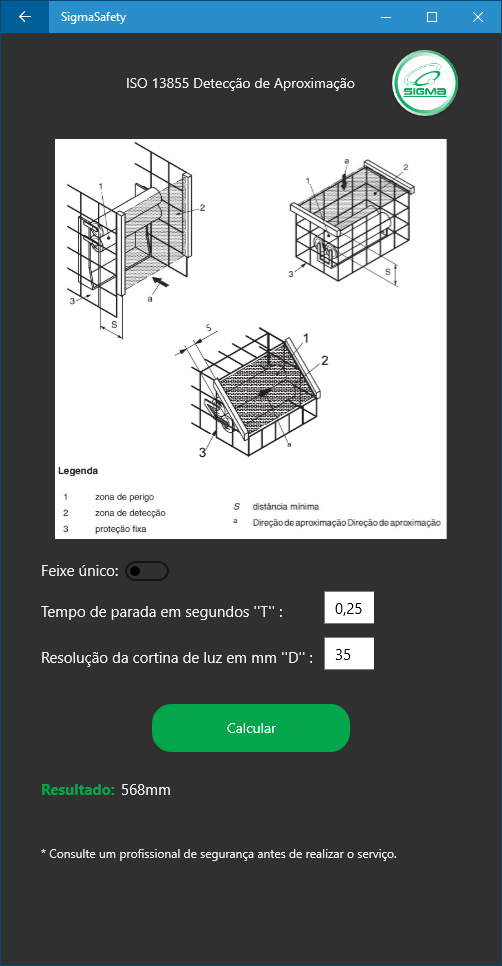 SigmaSafety
ISO 13855 Detecção de Aproximação
SIGMA
1
2
3
S
a
a
1
2
3
S
S
1
2
3
a
Legenda
1 zona de perigo
2 zona de detecção
3 proteção fixa
S distância mínima
a Direção de aproximação Direção de aproximação
Feixe único:
Tempo de parada em segundos ''T'' : 0,25
Resolução da cortina de luz em mm ''D'' : 35
Calcular
Resultado: 568mm
* Consulte um profissional de segurança antes de realizar o serviço.